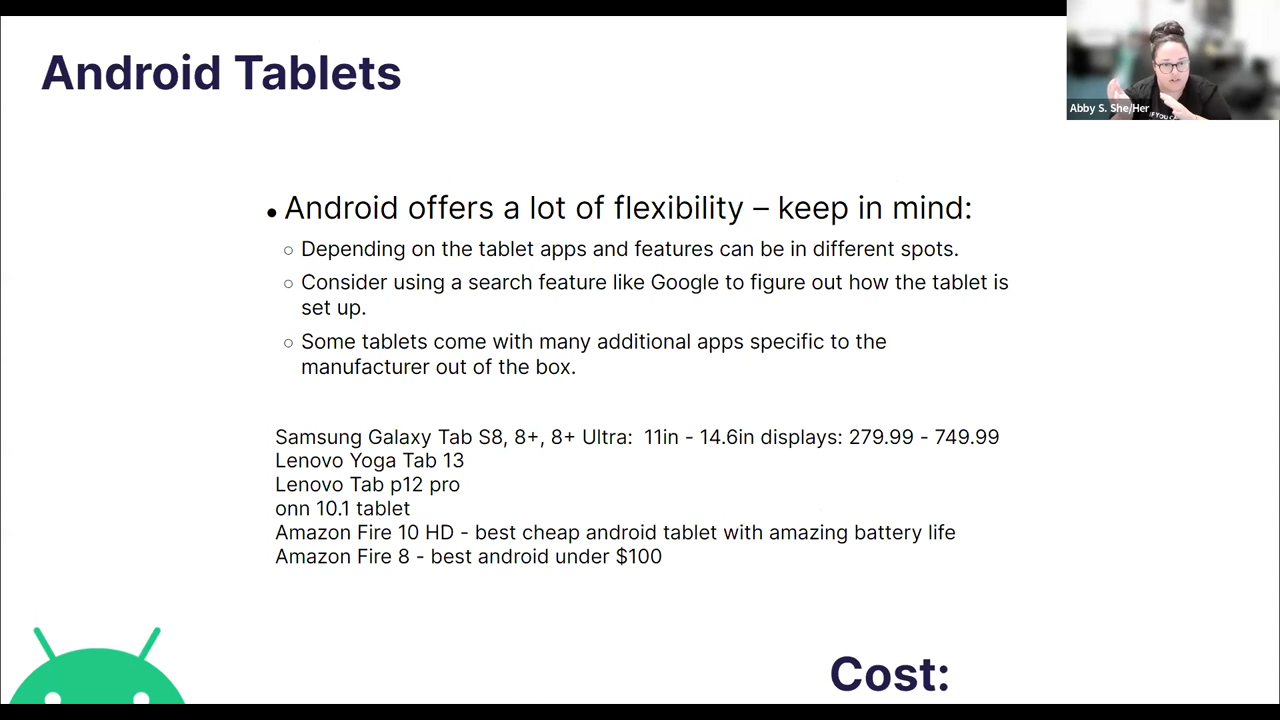 Android Tablets
Abby S. She/Her
IF YOU
• Android offers a lot of flexibility – keep in mind:
○ Depending on the tablet apps and features can be in different spots.
○ Consider using a search feature like Google to figure out how the tablet is
set up.
○ Some tablets come with many additional apps specific to the
manufacturer out of the box.
Samsung Galaxy Tab S8, 8+, 8+ Ultra: 11in - 14.6in displays: 279.99 - 749.99
Lenovo Yoga Tab 13
Lenovo Tab p12 pro
onn 10.1 tablet
Amazon Fire 10 HD - best cheap android tablet with amazing battery life
Amazon Fire 8 - best android under $100
Cost: